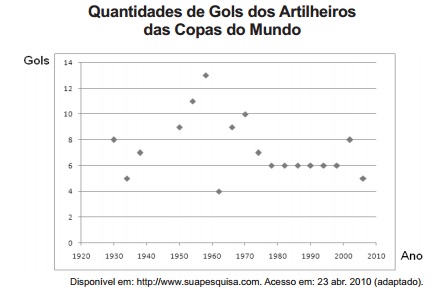 Quantidades de Gols dos Artilheiros
das Copas do Mundo
Gols
14
12
10
8
6
4
2
0
1920 1930 1940 1950 1960 1970 1980 1990 2000 2010
Ano
Disponível em: http://www.suapesquisa.com. Acesso em: 23 abr. 2010 (adaptado).